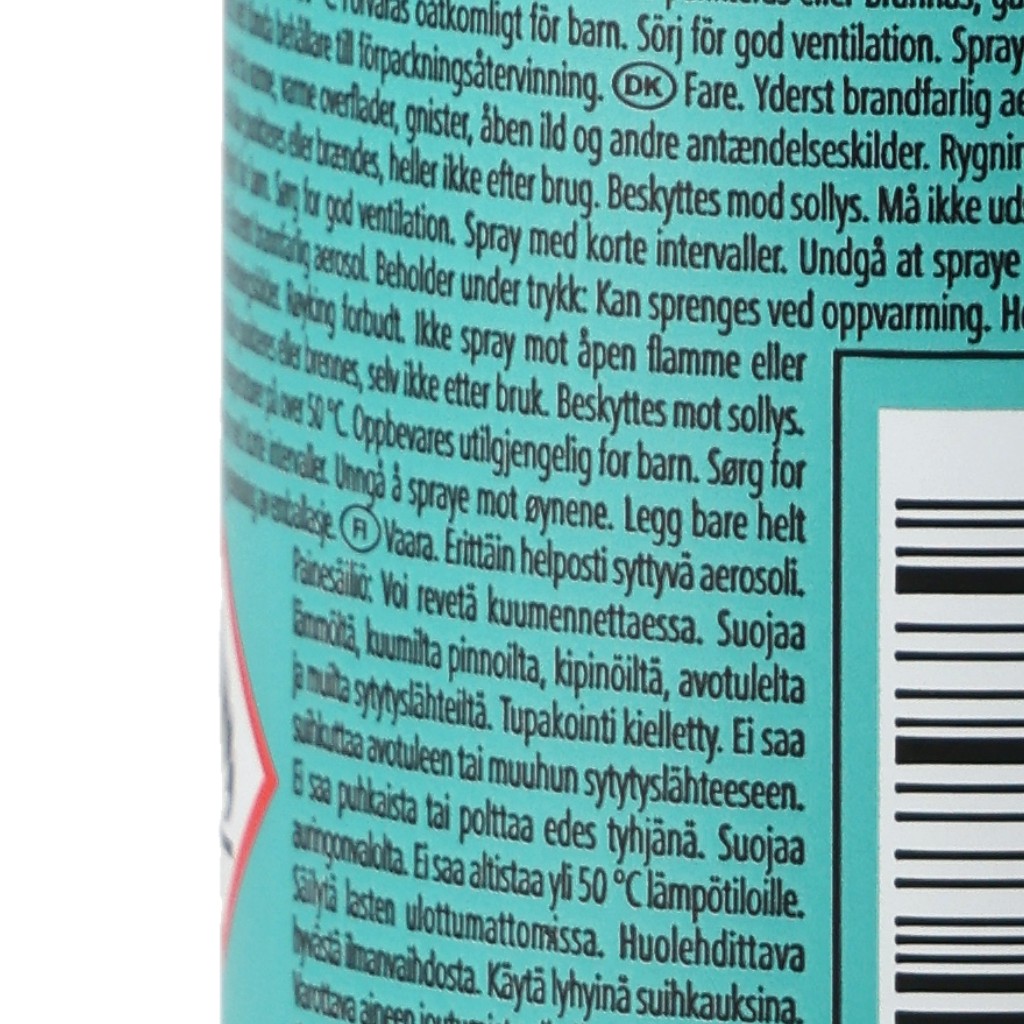 oåtkomligt för barn. Sörj för god ventilation. Spray
behållare till förpackningsåtervinning. DK Fare. Yderst brandfarlig
varme overflader, gnister, åben ild og andre antændelseskilder.
eller brændes, heller ikke efter brug. Beskyttes mod sollys. Må ikke
Sørg for god ventilation. Spray med korte intervaller. Undgå at spraye
brannfarlig aerosol. Beholder under trykk: Kan sprenges ved oppvarming.
Røyking forbudt. Ikke spray mot åpen flamme eller
eller brennes, selv ikke etter bruk. Beskyttes mot sollys.
på over 50 °C. Oppbevares utilgjengelig for barn. Sørg for
intervaller. Unngå å spraye mot øynene. Legg bare helt
av emballasje. FI Vaara. Erittäin helposti syttyvä aerosoli.
Painesäiliö: Voi revetä kuumennettaessa. Suojaa
lämmöltä, kuumilta pinnoilta, kipinöiltä, avotulelta
ja muilta sytytyslähteiltä. Tupakointi kielletty. Ei saa
suihkuttaa avotuleen tai muuhun sytytyslähteeseen.
Ei saa puhkaista tai polttaa edes tyhjänä. Suojaa
auringonvalolta. Ei saa altistaa yli 50 °C lämpötiloille.
Säilytä lasten ulottumattomissa. Huolehdittava
hyvästä ilmanvaihdosta. Käytä lyhyinä suihkauksina.
Varottava aineen